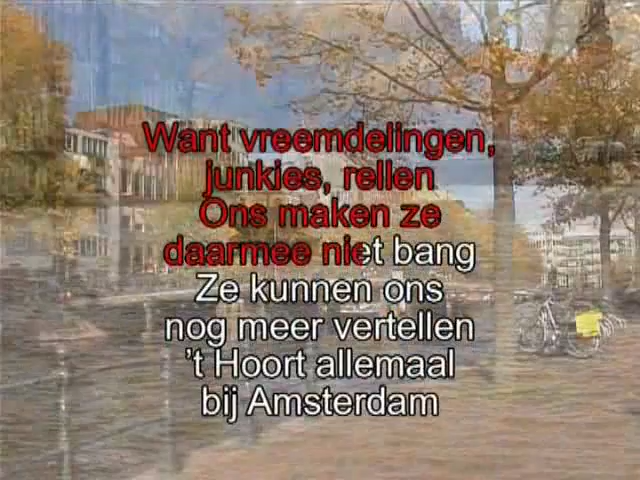 Want vreemdelingen,
junkies, rellen
Ons maken ze
daarmee niet bang
Ze kunnen ons
nog meer vertellen
't Hoort allemaal
bij Amsterdam